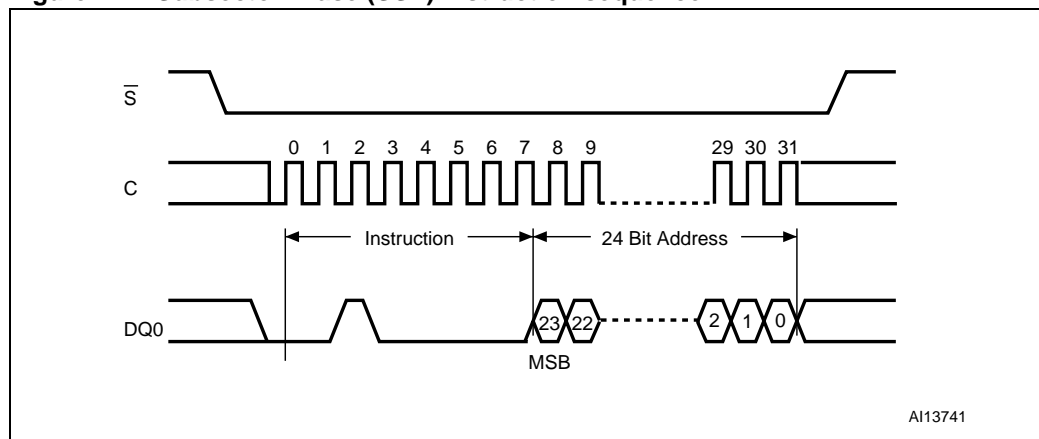 S
0 1 2 3 4 5 6 7 8 9 29 30 31
C
Instruction 24 Bit Address
DQ0 23 22 2 1 0
MSB
AI13741